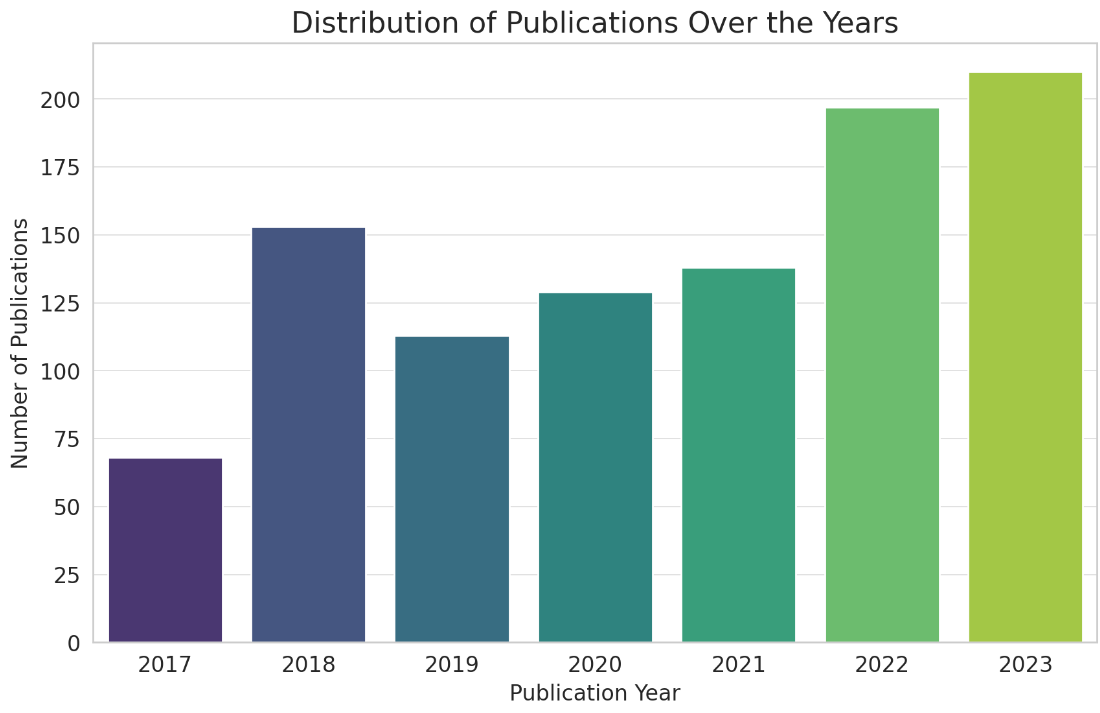 Distribution of Publications Over the Years
Number of Publications
200
175
150
125
100
75
50
25
0
2017 2018 2019 2020 2021 2022 2023
Publication Year